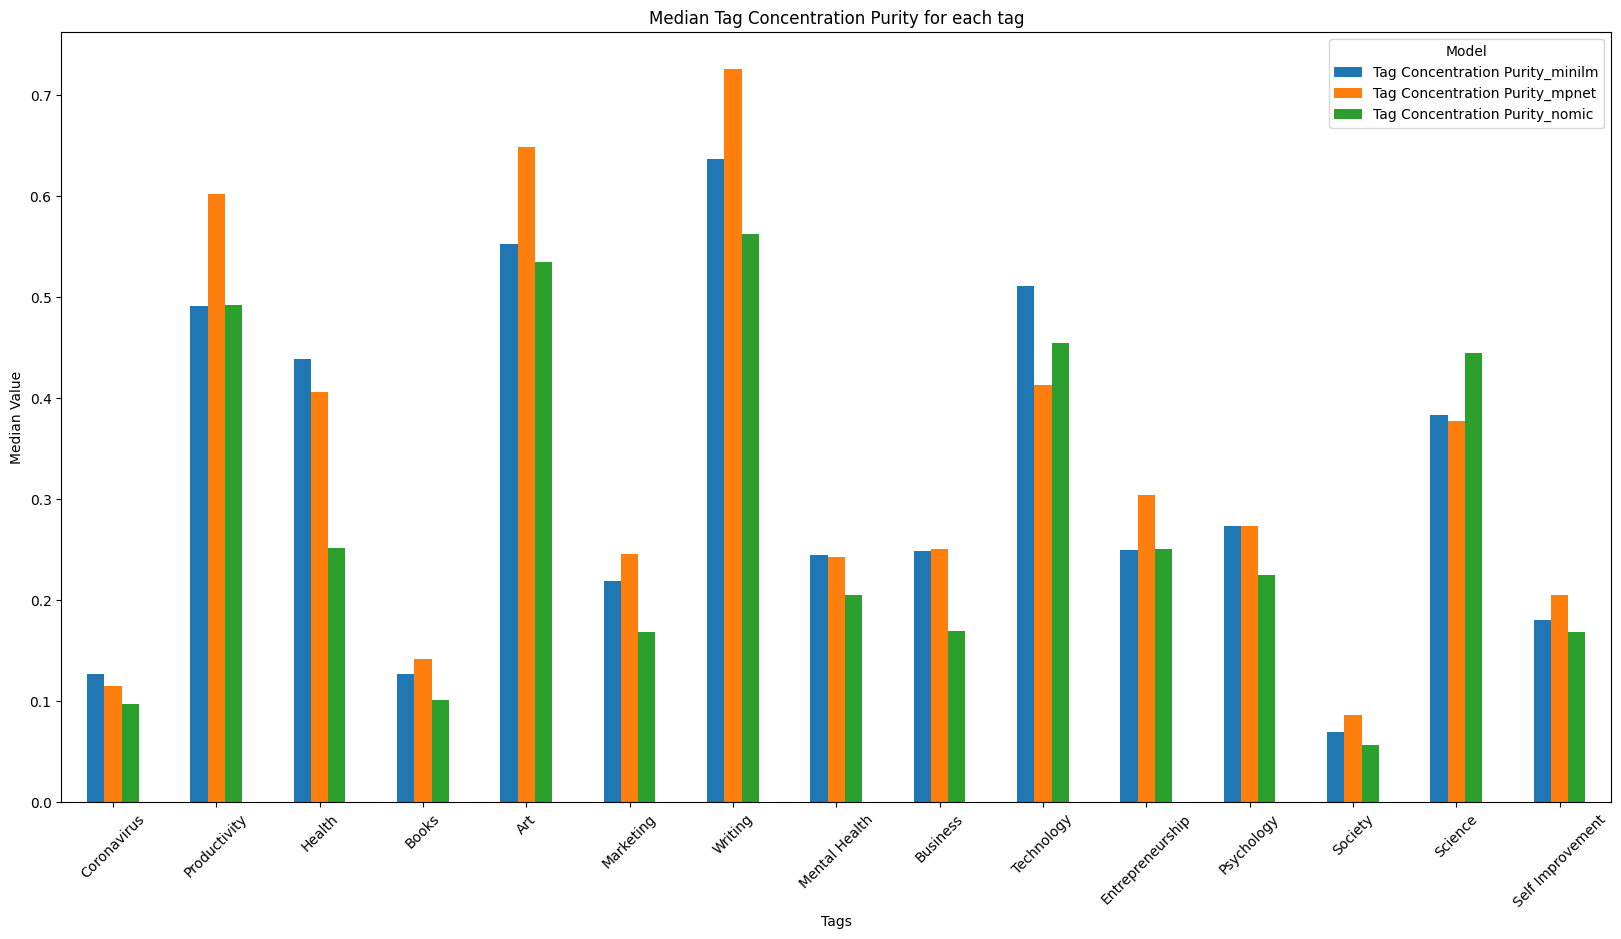 Median Tag Concentration Purity for each tag
Model
Tag Concentration Purity_minilm
Tag Concentration Purity_mpnet
Tag Concentration Purity_nomic
Median Value
0.7
0.6
0.5
0.4
0.3
0.2
0.1
0.0
Coronavirus
Productivity
Health
Books
Art
Marketing
Writing
Mental Health
Business
Technology
Entrepreneurship
Psychology
Society
Science
Self Improvement
Tags